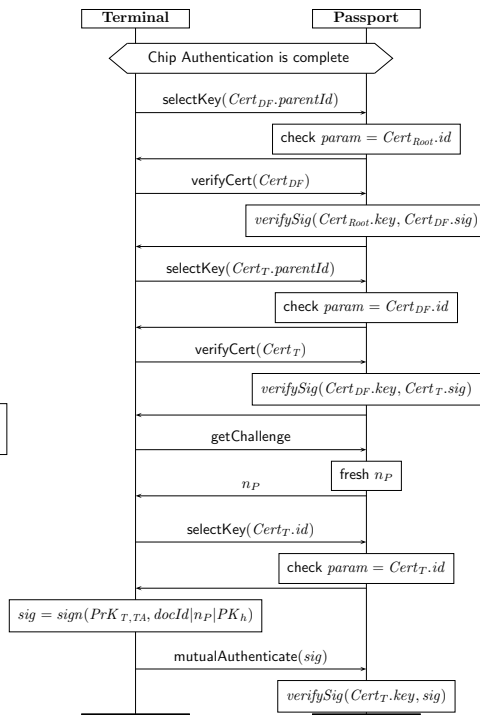 Terminal Passport
Chip Authentication is complete
selectKey(Cert_DF.parentId)
check param = Cert_Root.id
verifyCert(Cert_DF)
verifySig(Cert_Root.key, Cert_DF.sig)
selectKey(Cert_T.parentId)
check param = Cert_DF.id
verifyCert(Cert_T)
verifySig(Cert_DF.key, Cert_T.sig)
getChallenge
fresh n_P
n_P
selectKey(Cert_T.id)
check param = Cert_T.id
sig = sign(PrK_T,TA, docId|n_P|PK_h)
mutualAuthenticate(sig)
verifySig(Cert_T.key, sig)